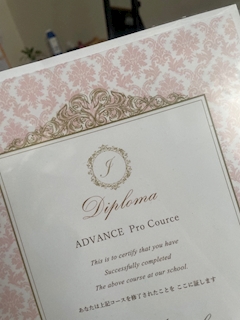 I
Diploma
ADVANCE Pro Cource
This is to certify that you have
Successfully completed
The above course at our school.
あなたは上記コースを修了されたことを ここに証します